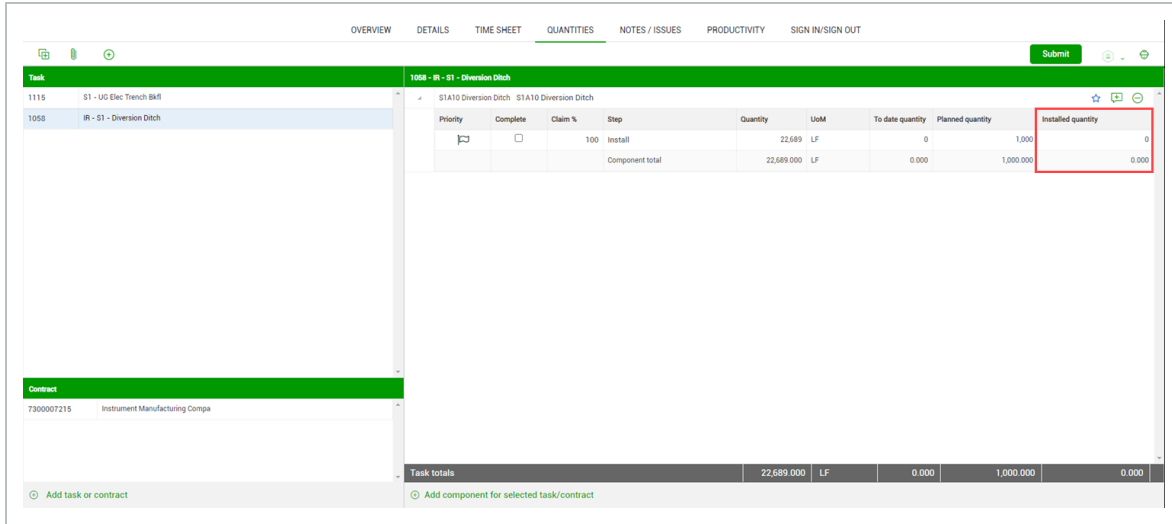 OVERVIEW DETAILS TIME SHEET QUANTITIES NOTES / ISSUES PRODUCTIVITY SIGN IN/SIGN OUT
Submit
Task
1115 S1 - UG Elec Trench Bkfl
1058 IR - S1 - Diversion Ditch
1058 - IR - S1 - Diversion Ditch
S1A10 Diversion Ditch S1A10 Diversion Ditch
Priority Complete Claim % Step Quantity UoM To date quantity Planned quantity Installed quantity
100 Install 22,689 LF 0 1,000 0
Component total 22,689.000 LF 0.000 1,000.000 0.000
Contract
7300007215 Instrument Manufacturing Compa
Task totals 22,689.000 LF 0.000 1,000.000 0.000
Add task or contract
Add component for selected task/contract